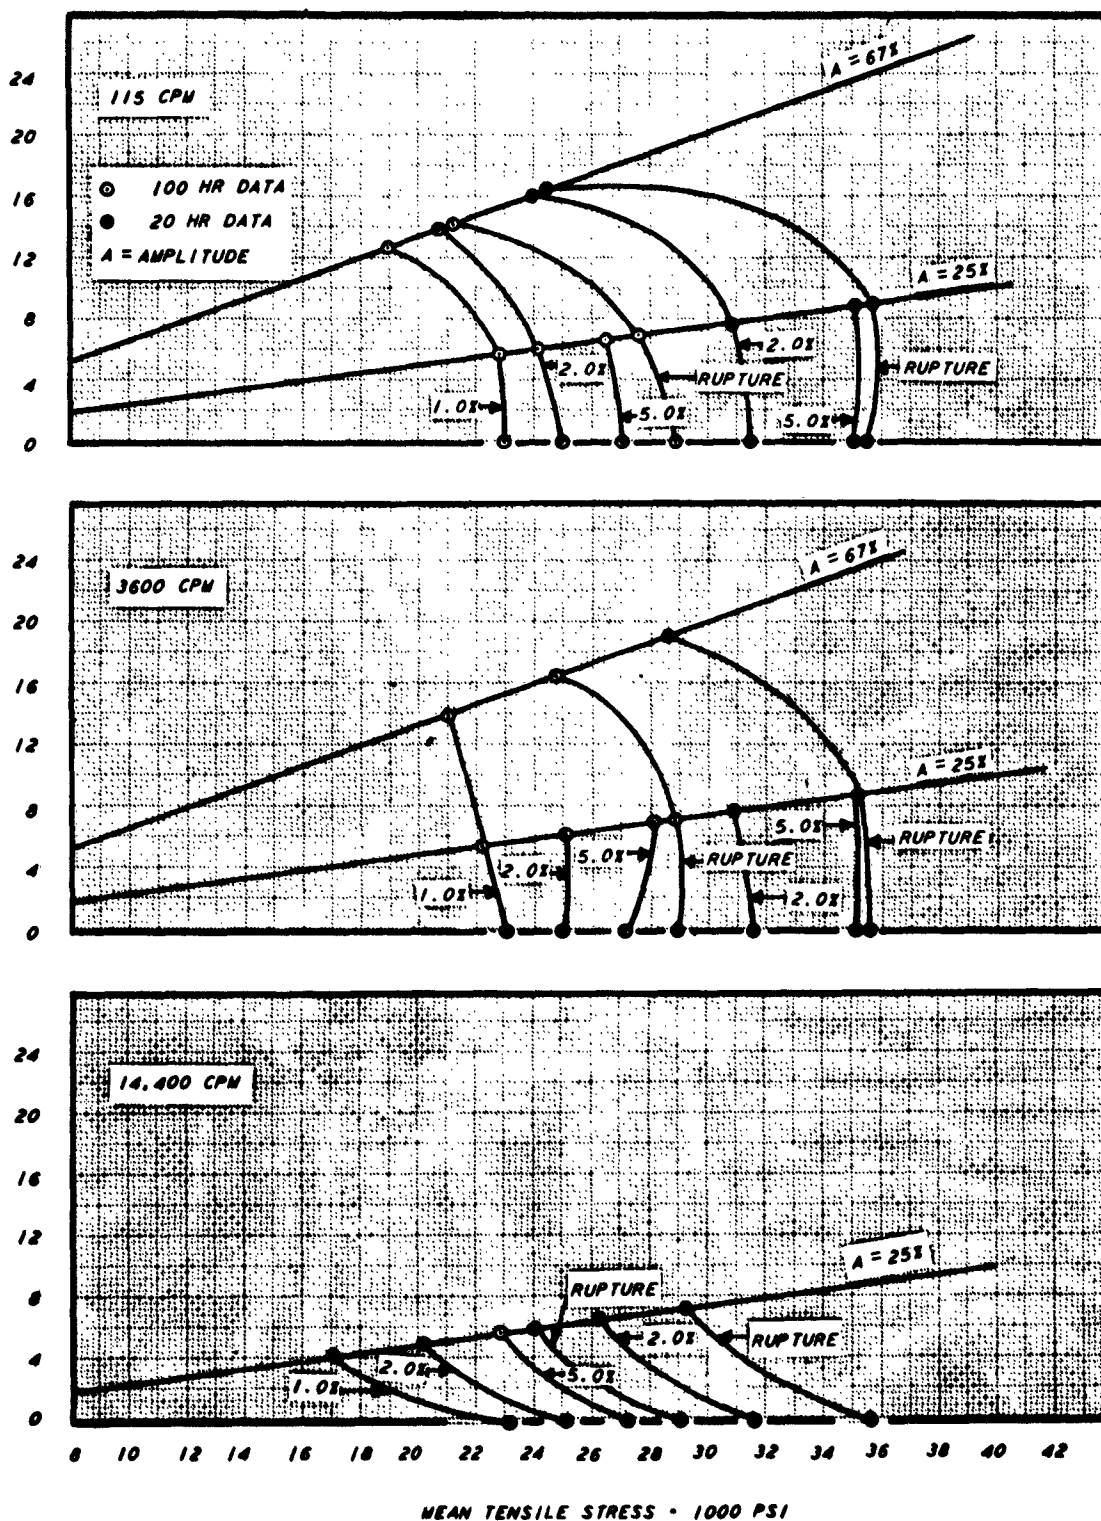 24
115 CPM
A = 67%
20
⊙ 100 HR DATA
16
● 20 HR DATA
A = AMPLITUDE
12
A = 25%
8
2.0%
2.0%
RUPTURE
RUPTURE
4
1.0%
5.0%
5.0%
0
24
3600 CPM
A = 67%
20
16
12
A = 25%
8
5.0%
RUPTURE
5.0%
RUPTURE
4
1.0%
2.0%
2.0%
0
24
14,400 CPM
20
16
12
A = 25%
8
RUPTURE
2.0%
RUPTURE
4
2.0%
5.0%
1.0%
0
8 10 12 14 16 18 20 22 24 26 28 30 32 34 36 38 40 42
MEAN TENSILE STRESS - 1000 PSI